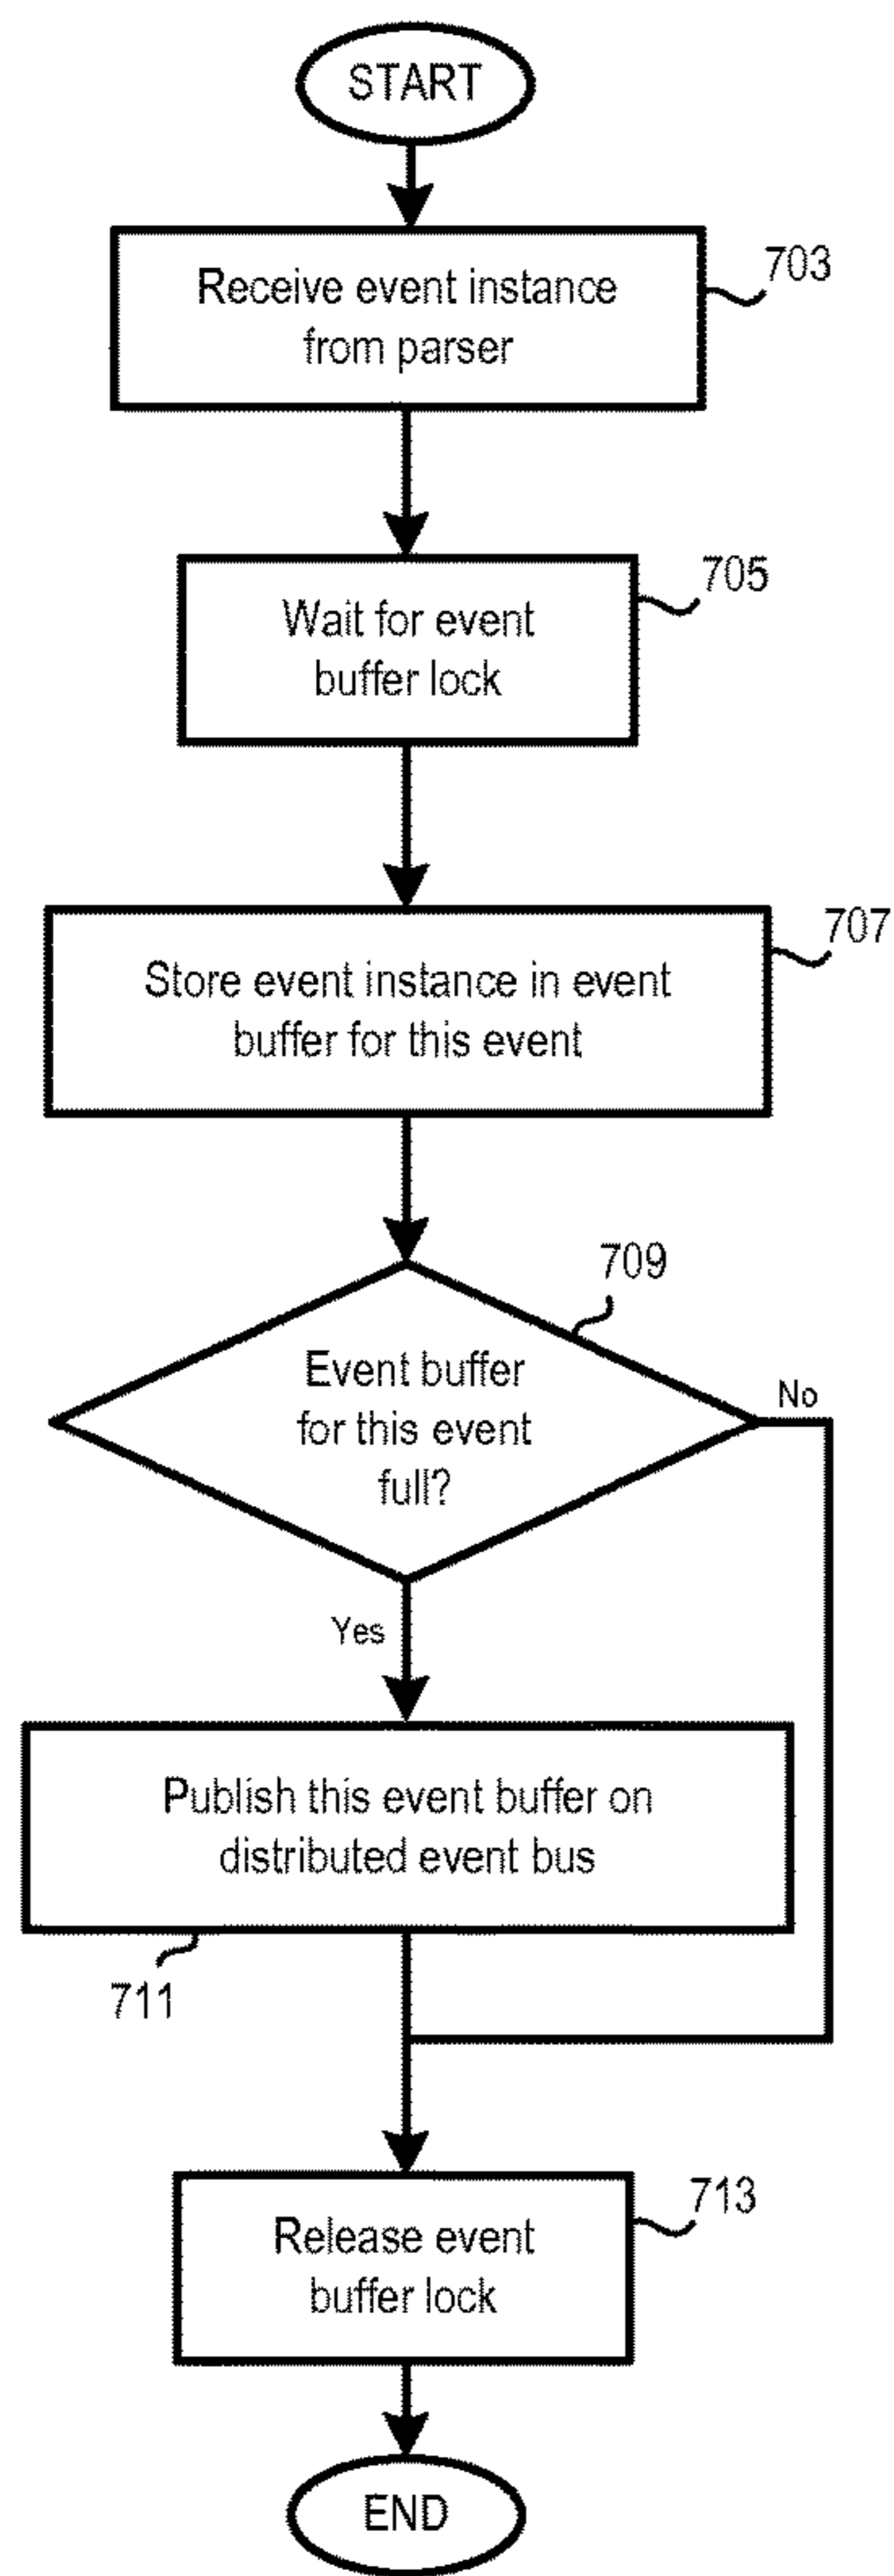 START
Receive event instance
from parser
703
Wait for event
buffer lock
705
Store event instance in event
buffer for this event
707
709
Event buffer
for this event
full?
No
Yes
Publish this event buffer on
distributed event bus
711
Release event
buffer lock
713
END